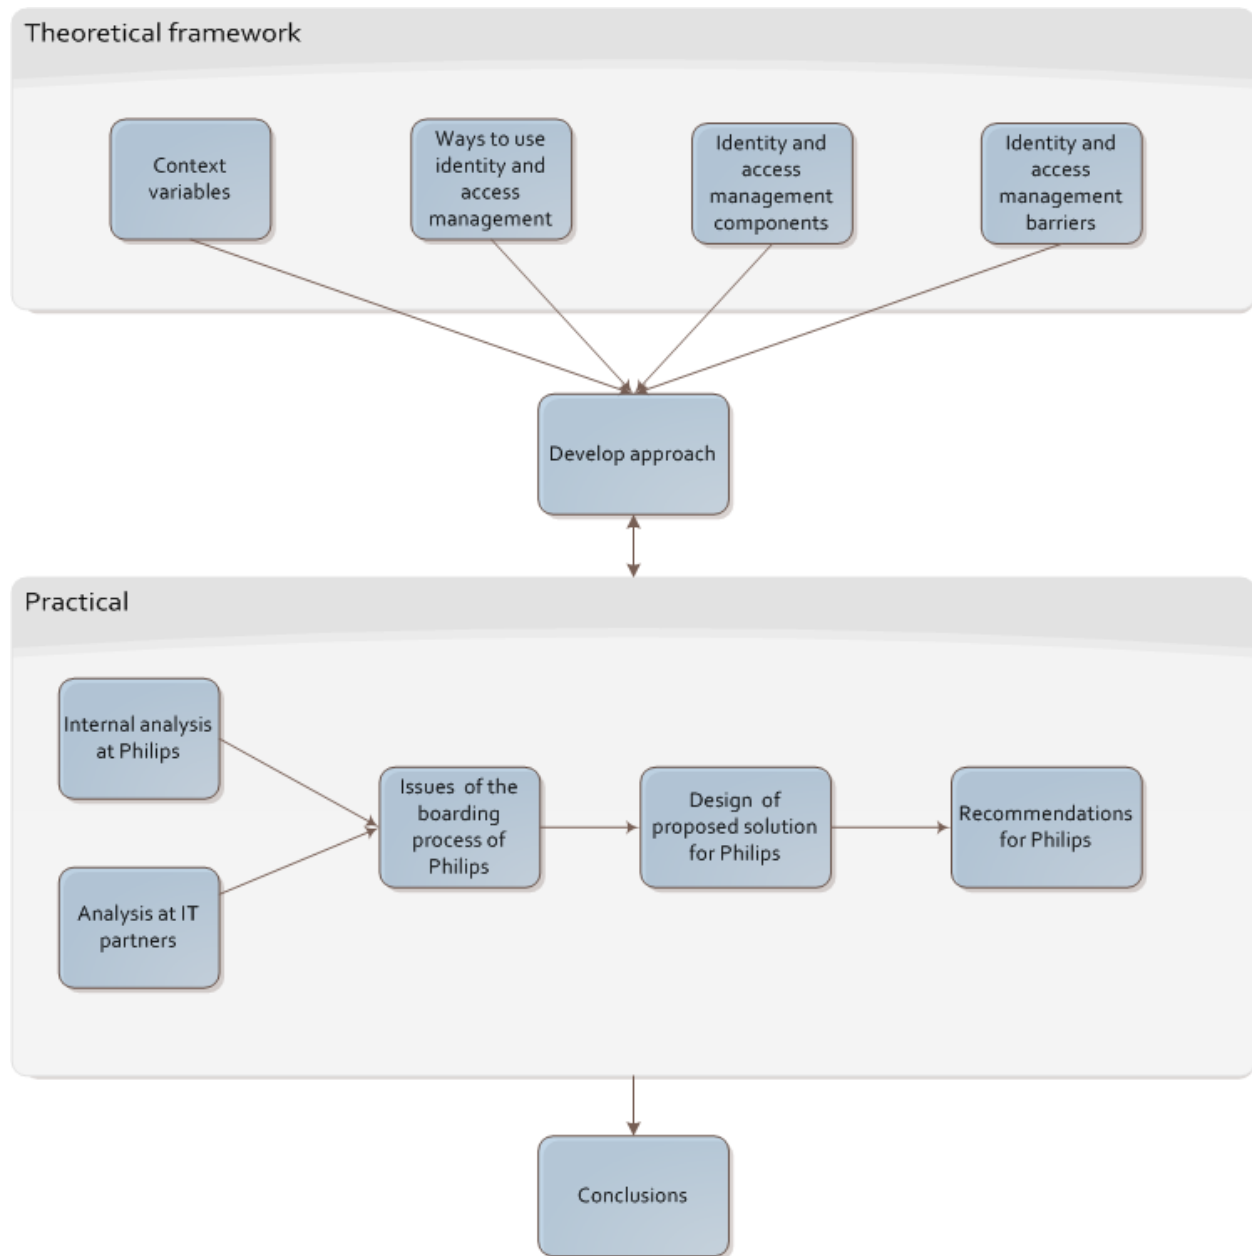 Theoretical framework
Context
variables
Ways to use
identity and
access
management
Identity and
access
management
components
Identity and
access
management
barriers
Develop approach
Practical
Internal analysis
at Philips
Analysis at IT
partners
Issues of the
boarding
process of
Philips
Design of
proposed solution
for Philips
Recommendations
for Philips
Conclusions